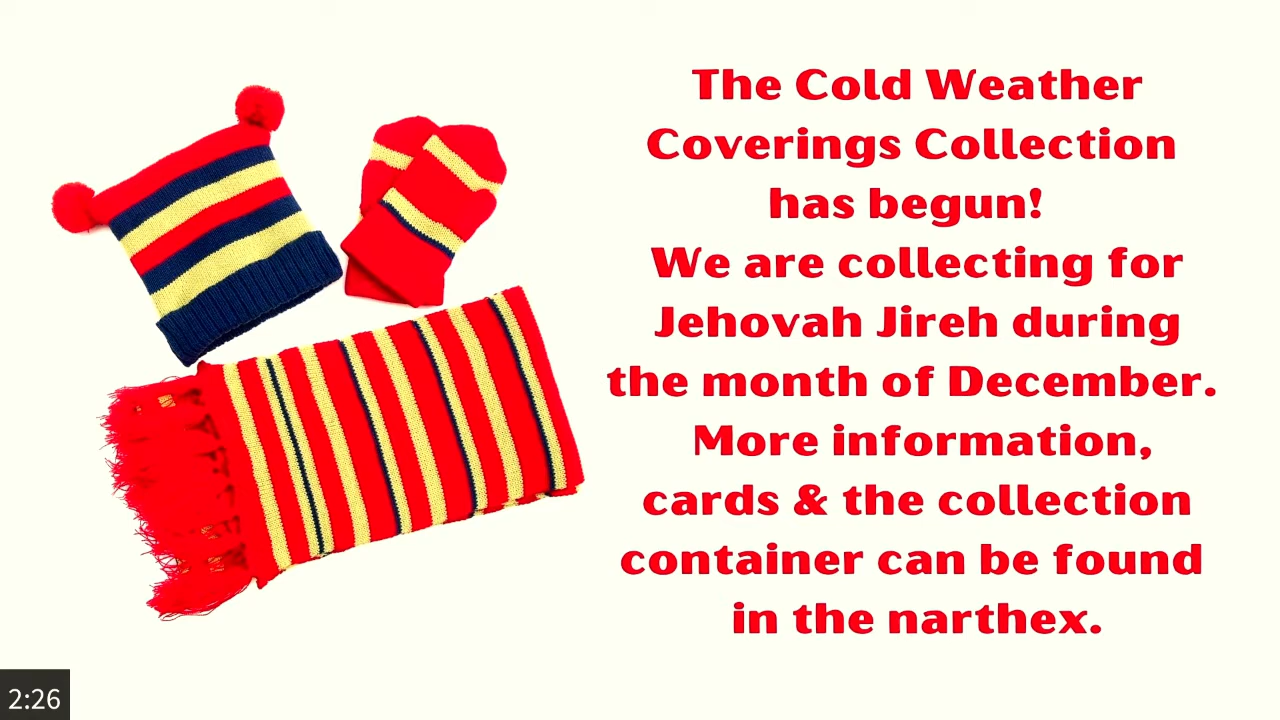 The Cold Weather
Coverings Collection
has begun!
We are collecting for
Jehovah Jireh during
the month of December.
More information,
cards & the collection
container can be found
in the narthex.
2:26